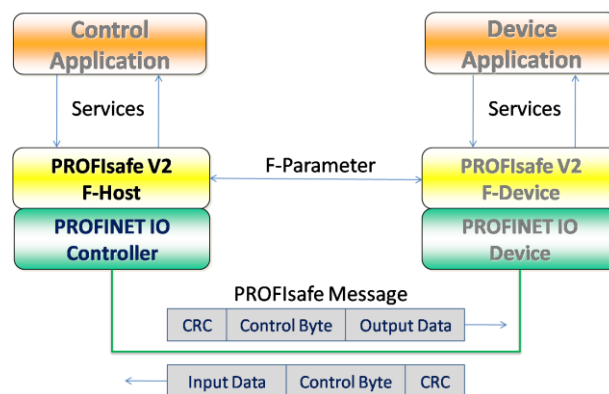 Control
Application
Device
Application
Services
Services
PROFIsafe V2
F-Host
F-Parameter
PROFIsafe V2
F-Device
PROFINET IO
Controller
PROFINET IO
Device
PROFIsafe Message
CRC Control Byte Output Data
Input Data Control Byte CRC